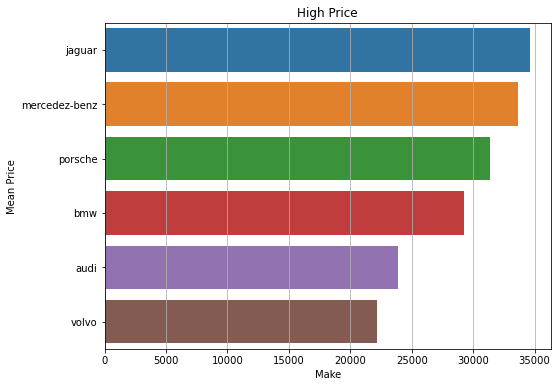 High Price
jaguar
mercedez-benz
porsche
bmw
audi
volvo
Mean Price
0 5000 10000 15000 20000 25000 30000 35000
Make